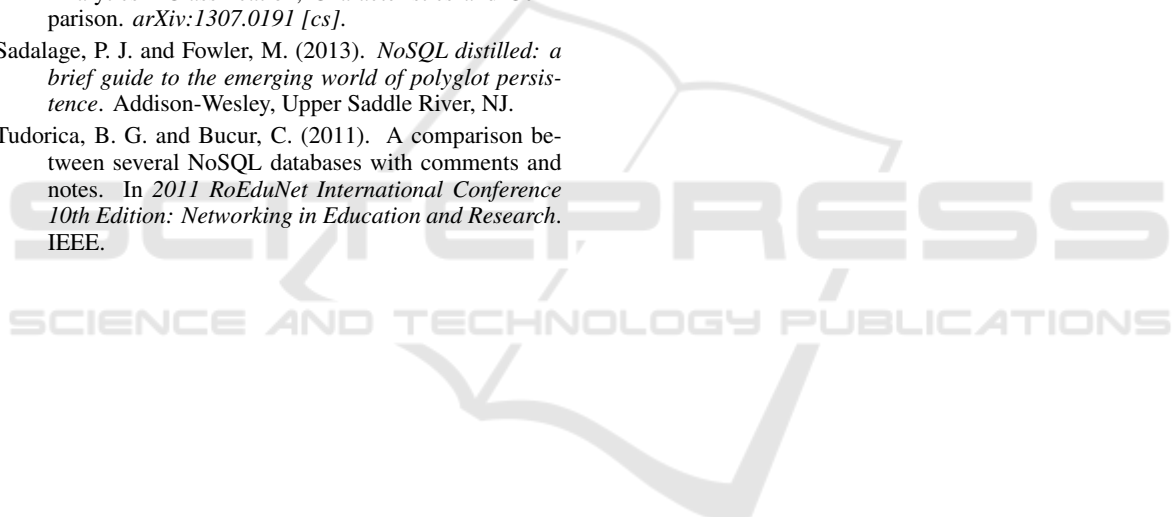 parison. arXiv:1307.0191 [cs].
Sadalage, P. J. and Fowler, M. (2013). NoSQL distilled: a
brief guide to the emerging world of polyglot persis-
tence. Addison-Wesley, Upper Saddle River, NJ.
Tudorica, B. G. and Bucur, C. (2011). A comparison be-
tween several NoSQL databases with comments and
notes. In 2011 RoEduNet International Conference
10th Edition: Networking in Education and Research.
IEEE.
SCITEPRESS
SCIENCE AND TECHNOLOGY PUBLICATIONS